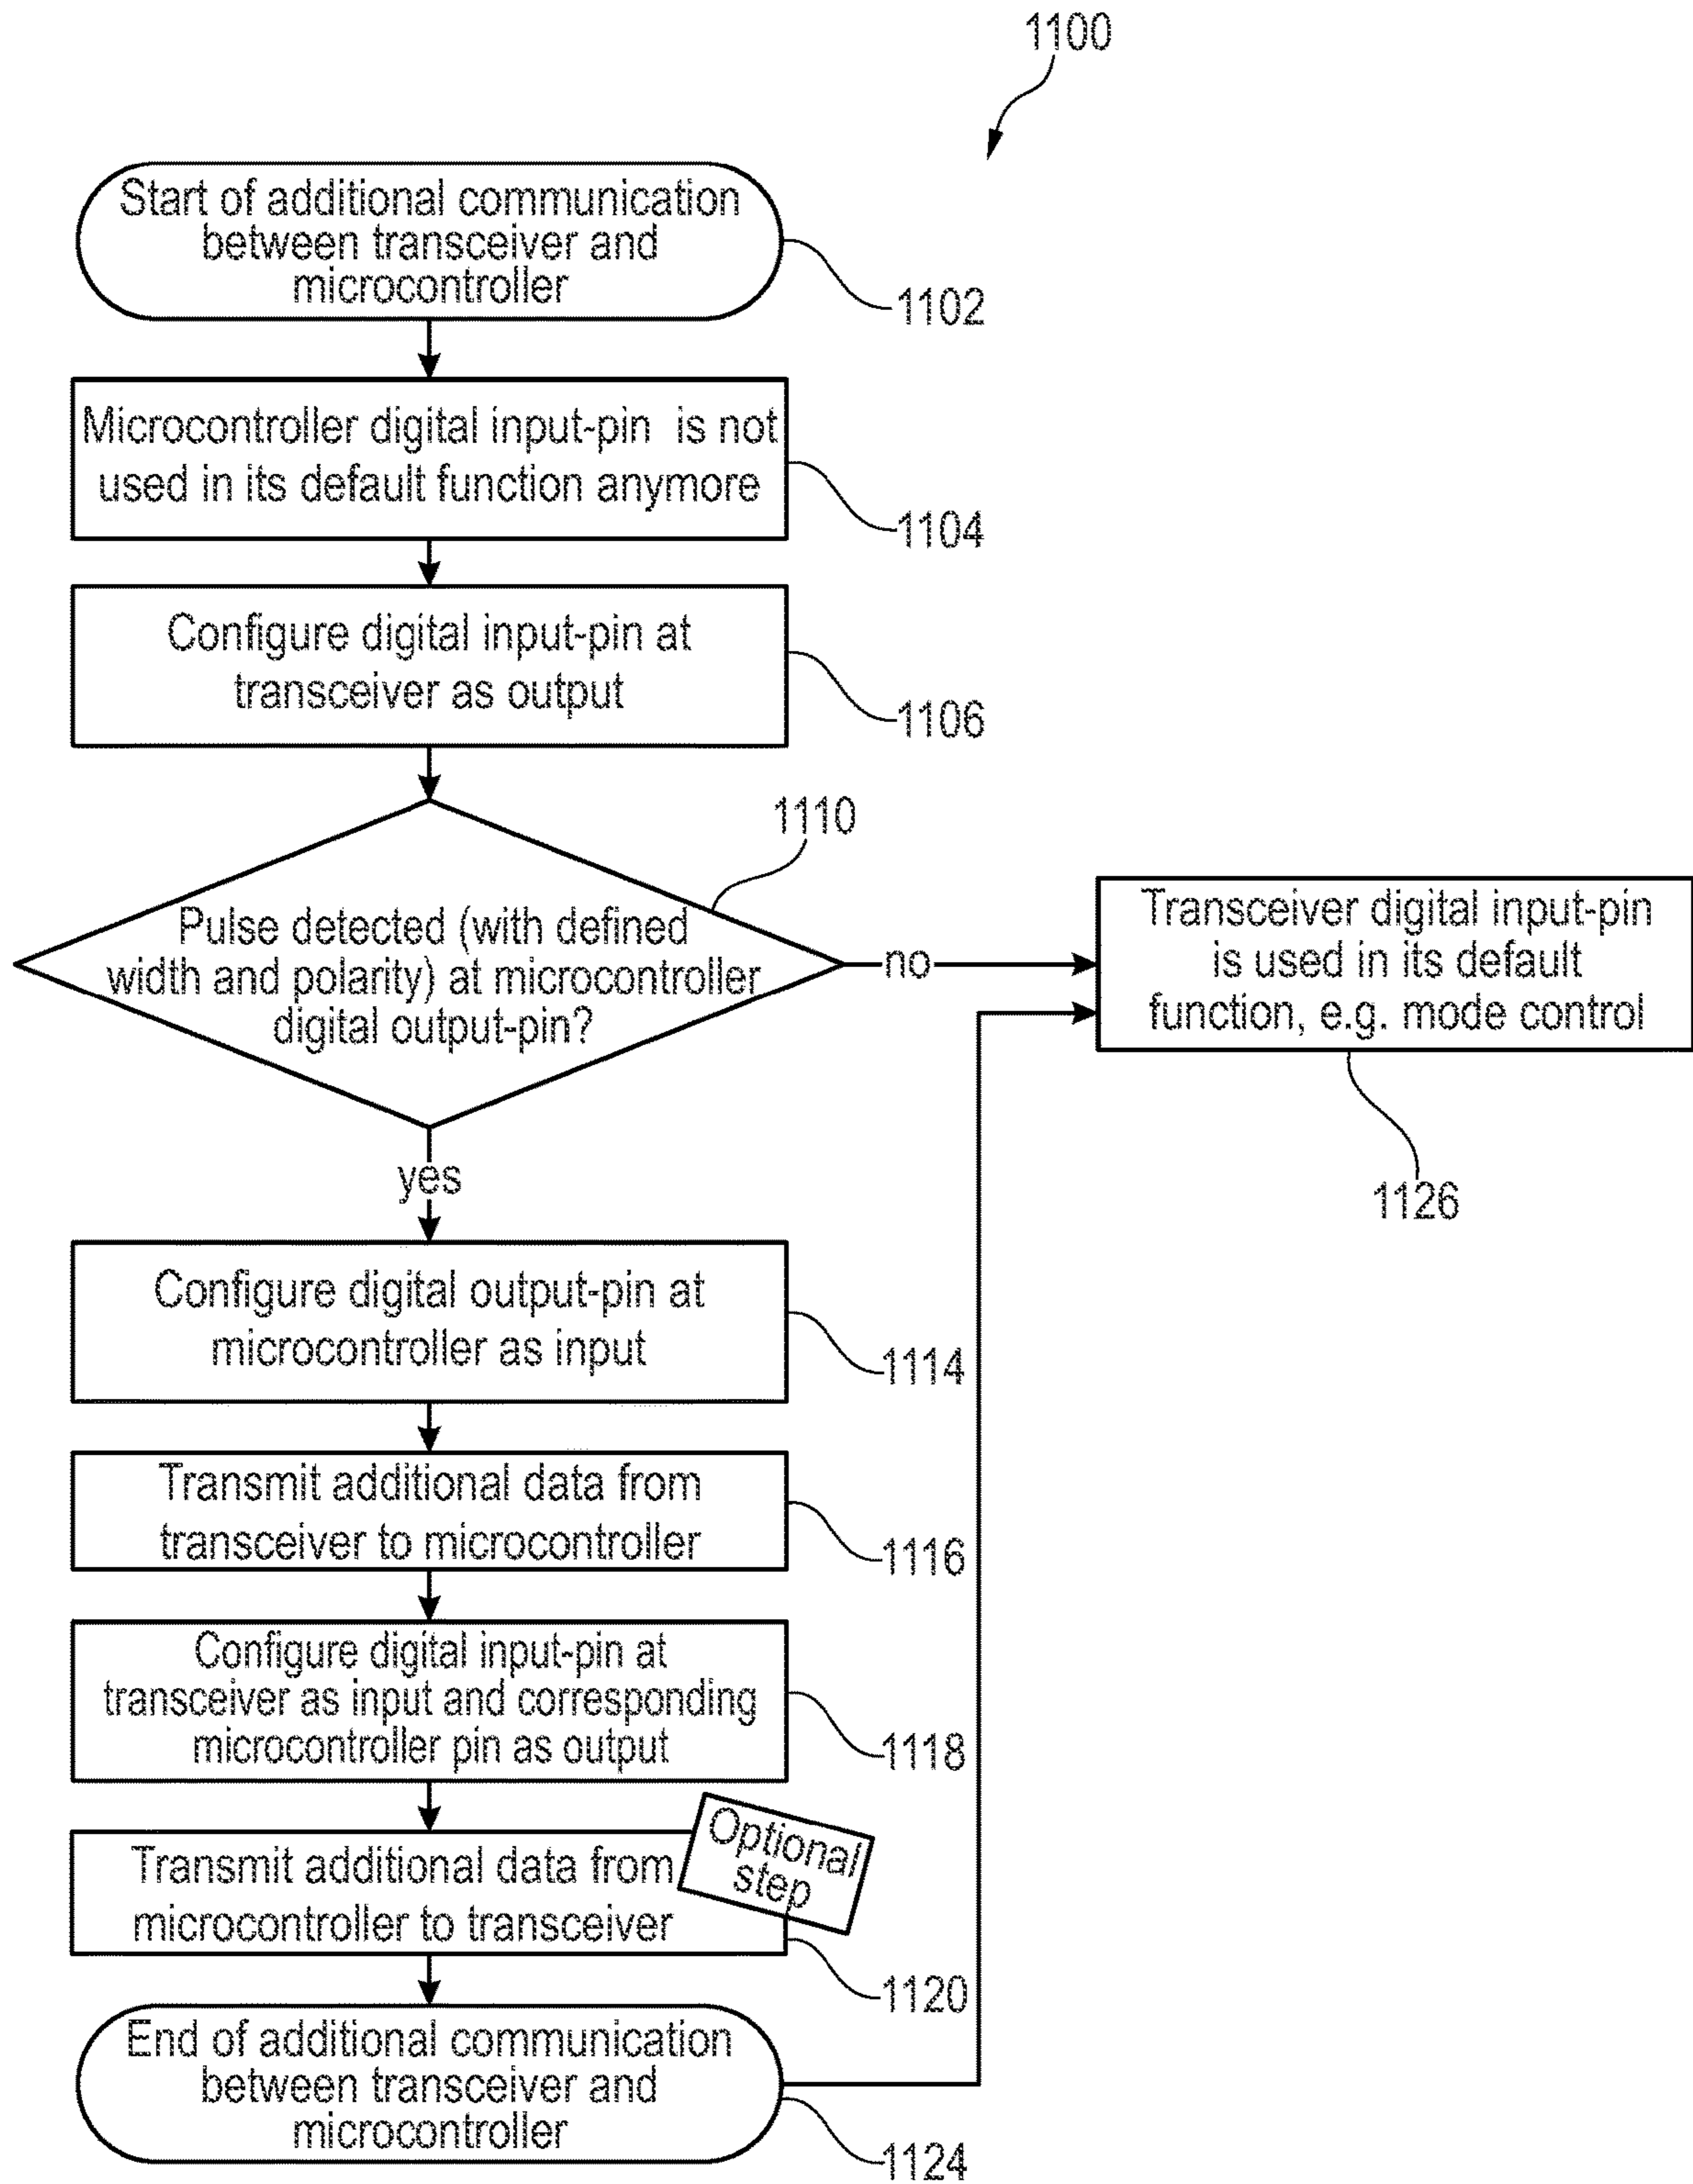 1100
Start of additional communication
between transceiver and
microcontroller
1102
Microcontroller digital input-pin is not
used in its default function anymore
1104
Configure digital input-pin at
transceiver as output
1106
1110
Pulse detected (with defined
width and polarity) at microcontroller
digital output-pin?
no
Transceiver digital input-pin
is used in its default
function, e.g. mode control
1126
yes
Configure digital output-pin at
microcontroller as input
1114
Transmit additional data from
transceiver to microcontroller
1116
Configure digital input-pin at
transceiver as input and corresponding
microcontroller pin as output
1118
Optional
step
Transmit additional data from
microcontroller to transceiver
1120
End of additional communication
between transceiver and
microcontroller
1124